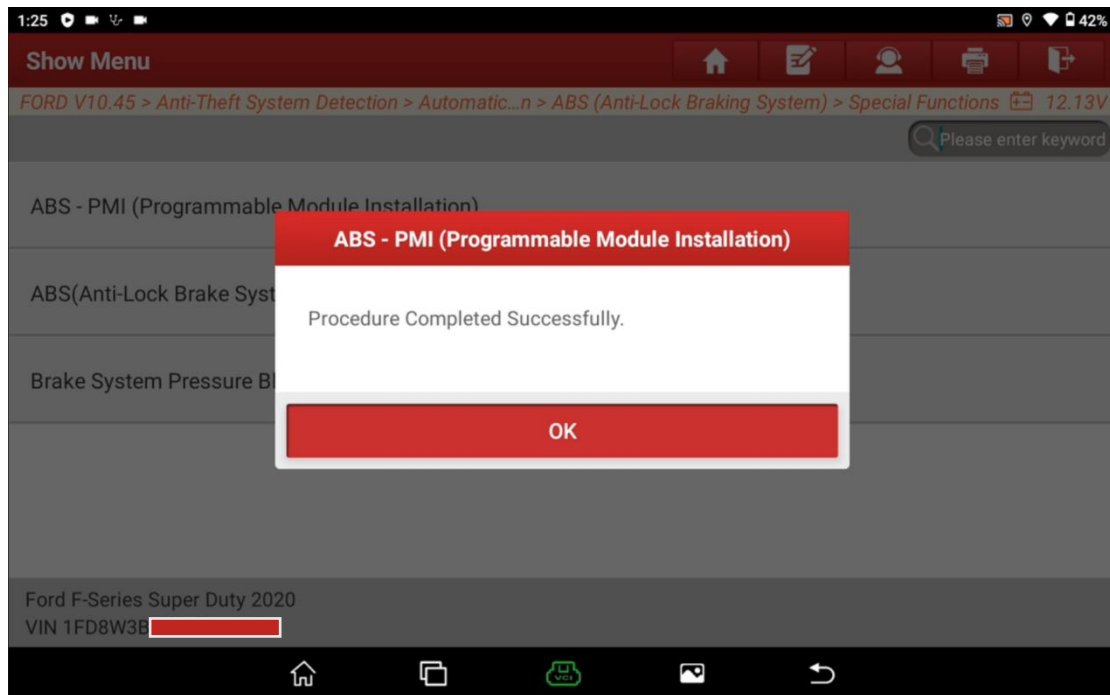 1:25 42%
Show Menu
FORD V10.45 > Anti-Theft System Detection > Automatic...n > ABS (Anti-Lock Braking System) > Special Functions 12.13V
Please enter keyword
ABS - PMI (Programmable Module Installation)
ABS - PMI (Programmable Module Installation)
ABS(Anti-Lock Brake Syst
Procedure Completed Successfully.
Brake System Pressure Bl
OK
Ford F-Series Super Duty 2020
VIN 1FD8W3B
VCI